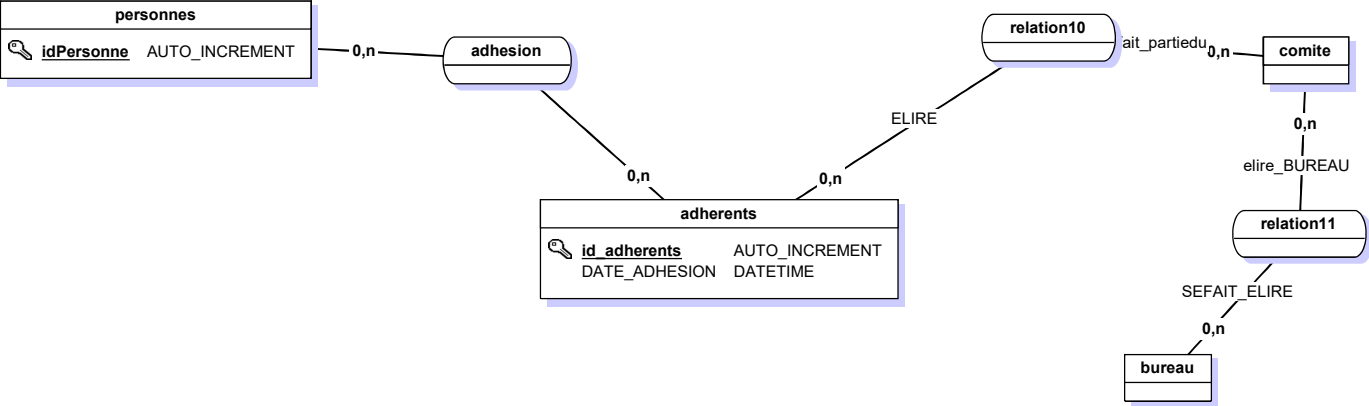 personnes
idPersonne AUTO_INCREMENT
0,n
adhesion
0,n
relation10
ait_partiedu
0,n
comite
ELIRE
0,n
0,n
elire_BUREAU
adherents
id_adherents AUTO_INCREMENT
DATE_ADHESION DATETIME
relation11
SEFAIT_ELIRE
0,n
bureau